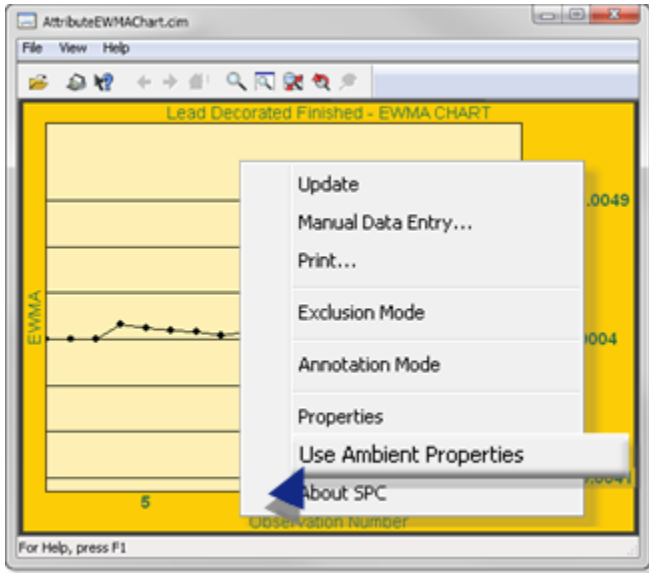 AttributeEWMAChart.cim
File View Help
Lead Decorated Finished - EWMA CHART
Update
.0049
Manual Data Entry...
Print...
Exclusion Mode
EWMA
0004
Annotation Mode
Properties
Use Ambient Properties
About SPC
5
Observation Number
For Help, press F1